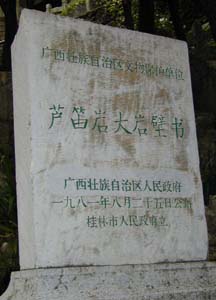 广西壮族自治区文物保护单位
芦笛岩大岩壁书
广西壮族自治区人民政府
一九八一年八月二十五日公布
桂林市人民政府立